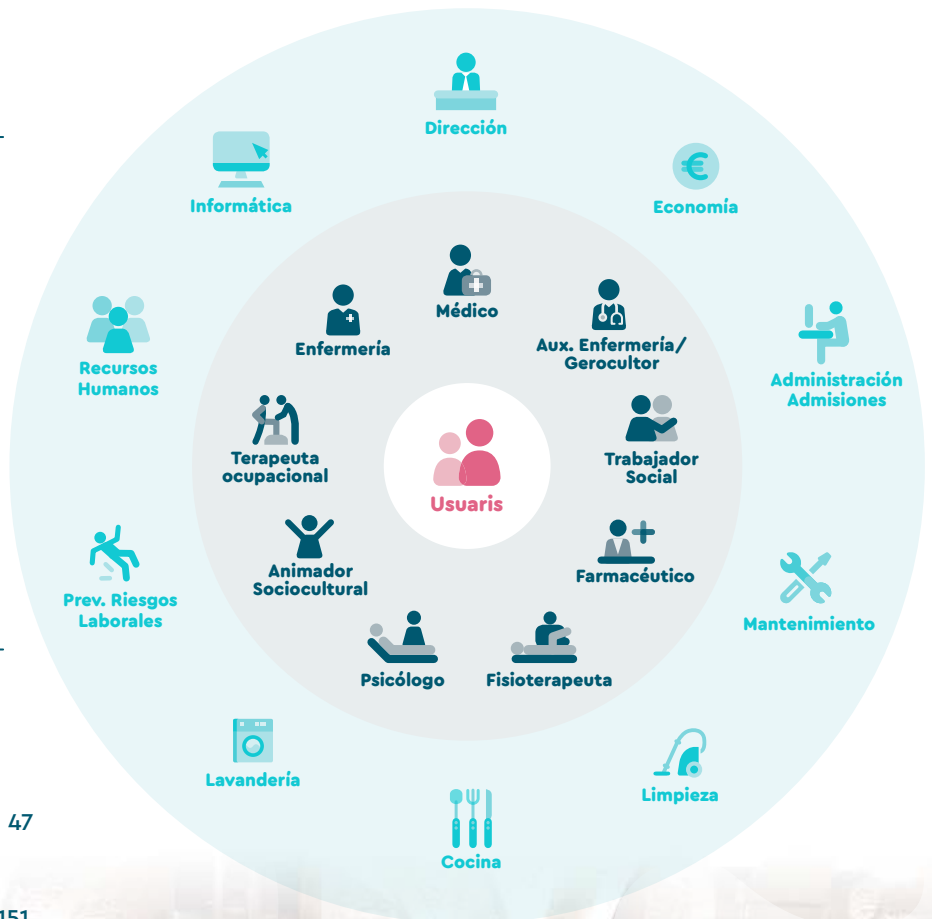 Dirección
Informática
Economía
Médico
Enfermería
Aux. Enfermería/
Gerocultor
Recursos
Humanos
Administración
Admisiones
Terapeuta
ocupacional
Trabajador
Social
Usuaris
Animador
Sociocultural
Farmacéutico
Prev. Riesgos
Laborales
Mantenimiento
Psicólogo
Fisioterapeuta
Lavandería
Limpieza
47
Cocina
151